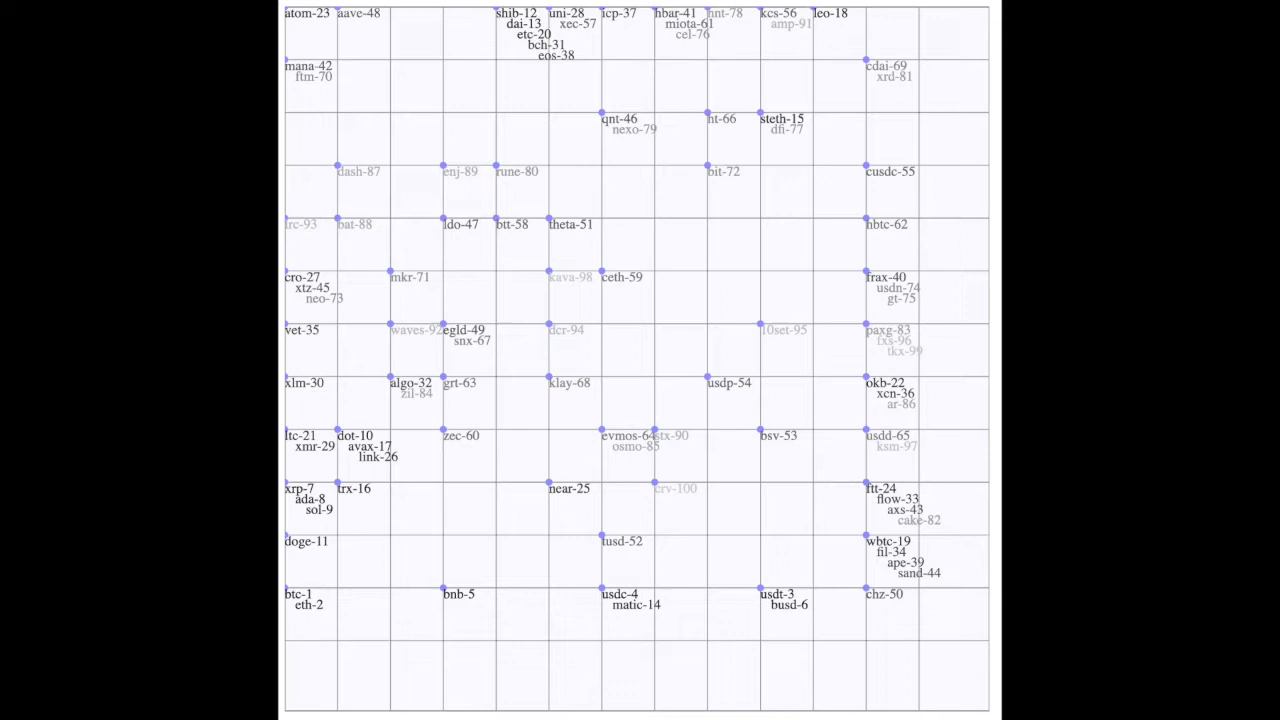 atom-23 aave-48 shib-12 uni-28 icp-37 hbar-41 hnt-78 kcs-56 leo-18
dai-13 xec-57 miota-61 amp-91
etc-20 cel-76
bch-31
eos-38
mana-42 cdai-69
ftm-70 xrd-81
qnt-46 ht-66 steth-15
nexo-79 dfi-77
dash-87 enj-89 rune-80 bit-72 cusdc-55
lrc-93 bat-88 ldo-47 btt-58 theta-51 hbtc-62
cro-27 mkr-71 kava-98 ceth-59 frax-40
xtz-45 usdn-74
neo-73 gt-75
vet-35 waves-92 egld-49 dcr-94 10set-95 paxg-83
snx-67 fxs-96
tkx-99
xlm-30 algo-32 grt-63 klay-68 usdp-54 okb-22
zil-84 xcn-36
ar-86
ltc-21 dot-10 zec-60 evmos-64 stx-90 bsv-53 usdd-65
xmr-29 avax-17 osmo-85 ksm-97
link-26
xrp-7 trx-16 near-25 crv-100 ftt-24
ada-8 flow-33
sol-9 axs-43
cake-82
doge-11 tusd-52 wbtc-19
fil-34
ape-39
sand-44
btc-1 bnb-5 usdc-4 usdt-3 chz-50
eth-2 matic-14 busd-6